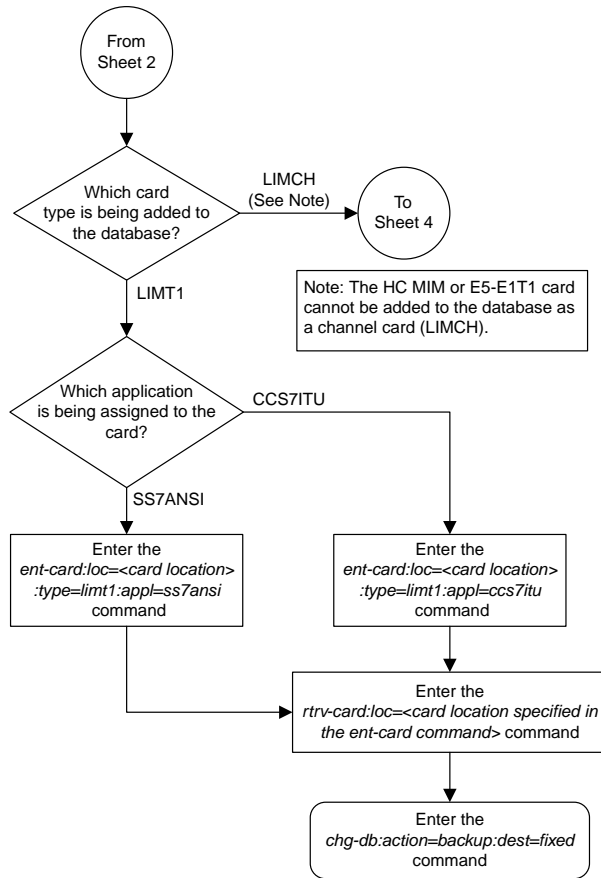 From
Sheet 2
Which card
type is being added to
the database?
LIMCH
(See Note)
To
Sheet 4
LIMT1
Note: The HC MIM or E5-E1T1 card
cannot be added to the database as
a channel card (LIMCH).
Which application
is being assigned to the
card?
CCS7ITU
SS7ANSI
Enter the
ent-card:loc=<card location>
:type=limt1:appl=ss7ansi
command
Enter the
ent-card:loc=<card location>
:type=limt1:appl=ccs7itu
command
Enter the
rtrv-card:loc=<card location specified in
the ent-card command> command
Enter the
chg-db:action=backup:dest=fixed
command